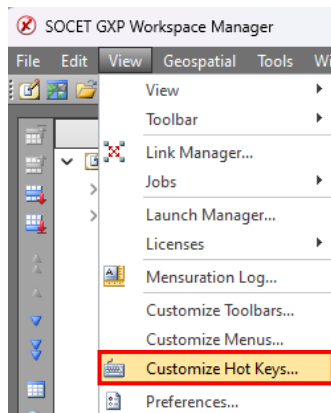 SOCET GXP Workspace Manager
File Edit View Geospatial Tools
View
Toolbar
Link Manager...
Jobs
Launch Manager...
Licenses
Mensuration Log...
Customize Toolbars...
Customize Menus...
Customize Hot Keys...
Preferences...